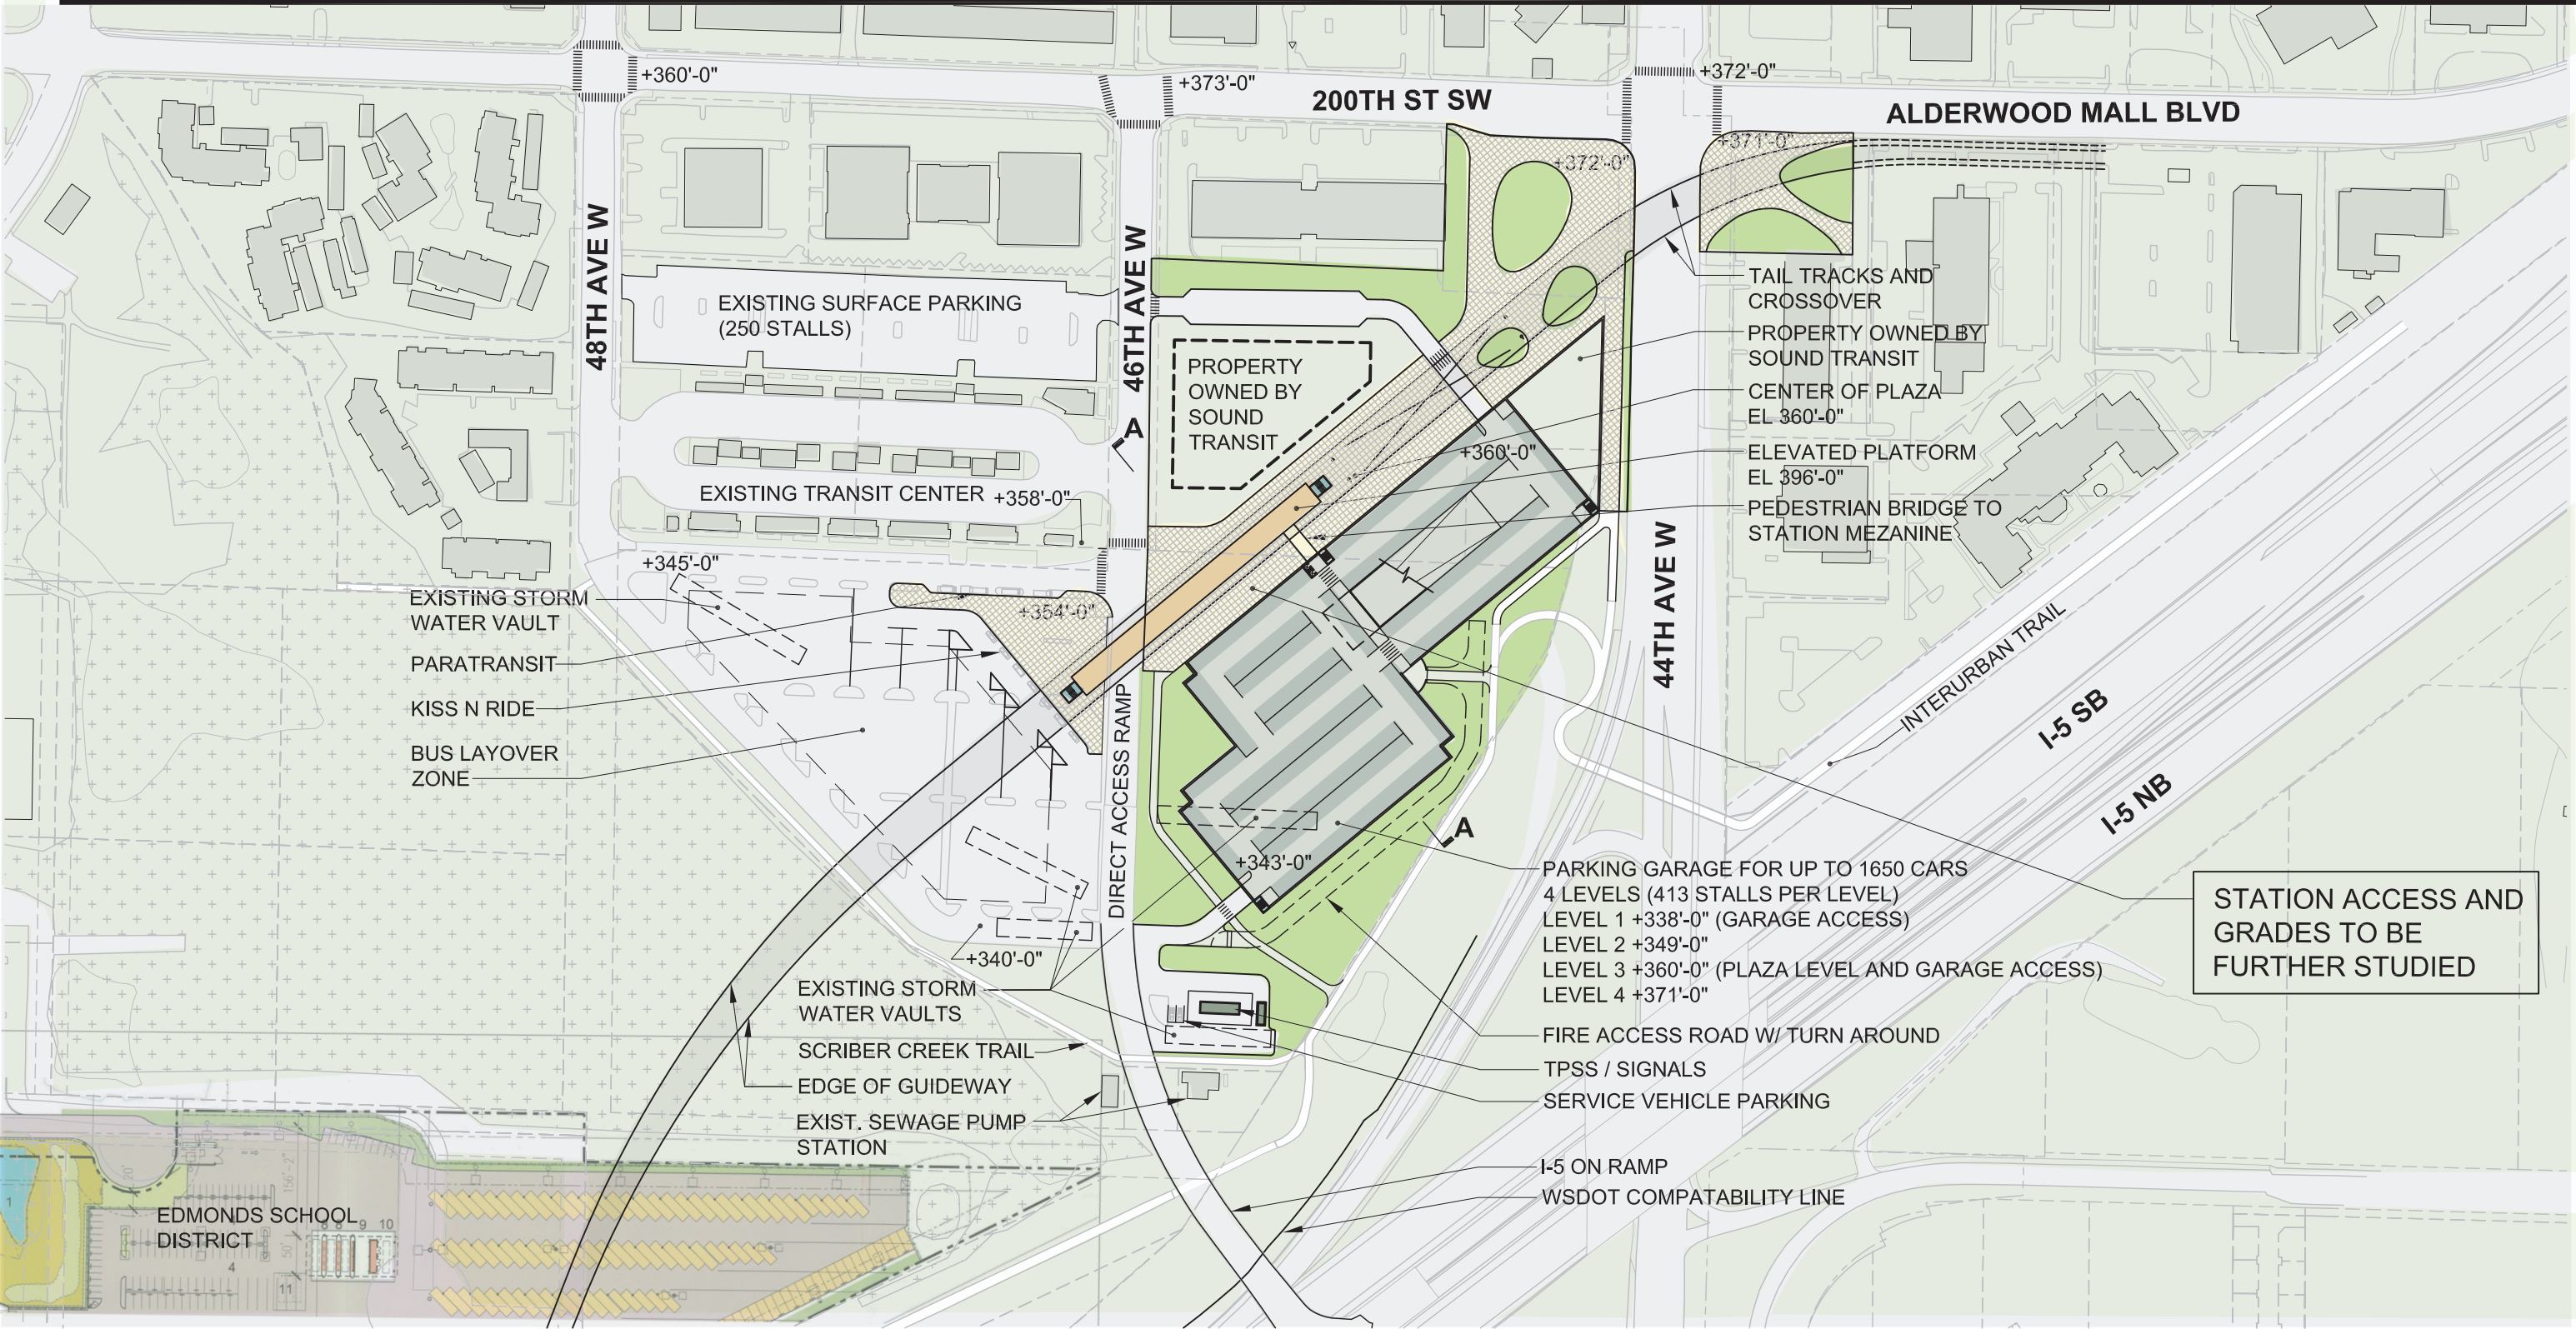 +360'-0"
+373'-0"
+372'-0"
200TH ST SW
ALDERWOOD MALL BLVD
+372'-0"
+371'-0"
48TH AVE W
46TH AVE W
44TH AVE W
EXISTING SURFACE PARKING
(250 STALLS)
PROPERTY
OWNED BY
SOUND
TRANSIT
A
EXISTING TRANSIT CENTER
+358'-0"
+360'-0"
TAIL TRACKS AND
CROSSOVER
PROPERTY OWNED BY
SOUND TRANSIT
CENTER OF PLAZA
EL 360'-0"
ELEVATED PLATFORM
EL 396'-0"
PEDESTRIAN BRIDGE TO
STATION MEZANINE
+345'-0"
+354'-0"
EXISTING STORM
WATER VAULT
PARATRANSIT
KISS N RIDE
BUS LAYOVER
ZONE
DIRECT ACCESS RAMP
INTERURBAN TRAIL
I-5 SB
I-5 NB
A
+343'-0"
+340'-0"
PARKING GARAGE FOR UP TO 1650 CARS
4 LEVELS (413 STALLS PER LEVEL)
LEVEL 1 +338'-0" (GARAGE ACCESS)
LEVEL 2 +349'-0"
LEVEL 3 +360'-0" (PLAZA LEVEL AND GARAGE ACCESS)
LEVEL 4 +371'-0"
STATION ACCESS AND
GRADES TO BE
FURTHER STUDIED
EXISTING STORM
WATER VAULTS
SCRIBER CREEK TRAIL
EDGE OF GUIDEWAY
EXIST. SEWAGE PUMP
STATION
FIRE ACCESS ROAD W/ TURN AROUND
TPSS / SIGNALS
SERVICE VEHICLE PARKING
I-5 ON RAMP
WSDOT COMPATABILITY LINE
EDMONDS SCHOOL
DISTRICT
1
9
10
4
11